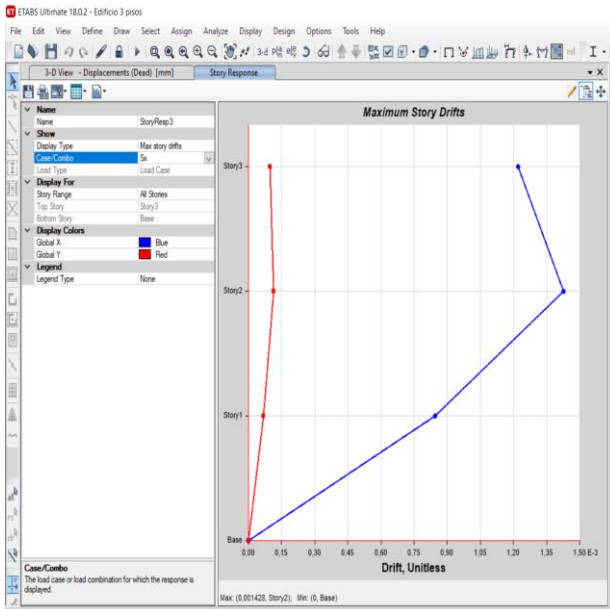 ETABS Ultimate 18.0.2 - Edificio 3 pisos
File Edit View Define Draw Select Assign Analyze Display Design Options Tools Help
3-d
3-D View - Displacements (Dead) [mm] Story Response
Name
Name StoryResp3
Show
Display Type Max story drifts
Case/Combo Sx
Load Type Load Case
Display For
Story Range All Stories
Top Story Story3
Bottom Story Base
Display Colors
Global X Blue
Global Y Red
Legend
Legend Type None
Case/Combo
The load case or load combination for which the response is
displayed.
Maximum Story Drifts
Story3
Story2
Story1
Base
0,00 0,15 0,30 0,45 0,60 0,75 0,90 1,05 1,20 1,35 1,50 E-3
Drift, Unitless
Max: (0,001428, Story2); Min: (0, Base)